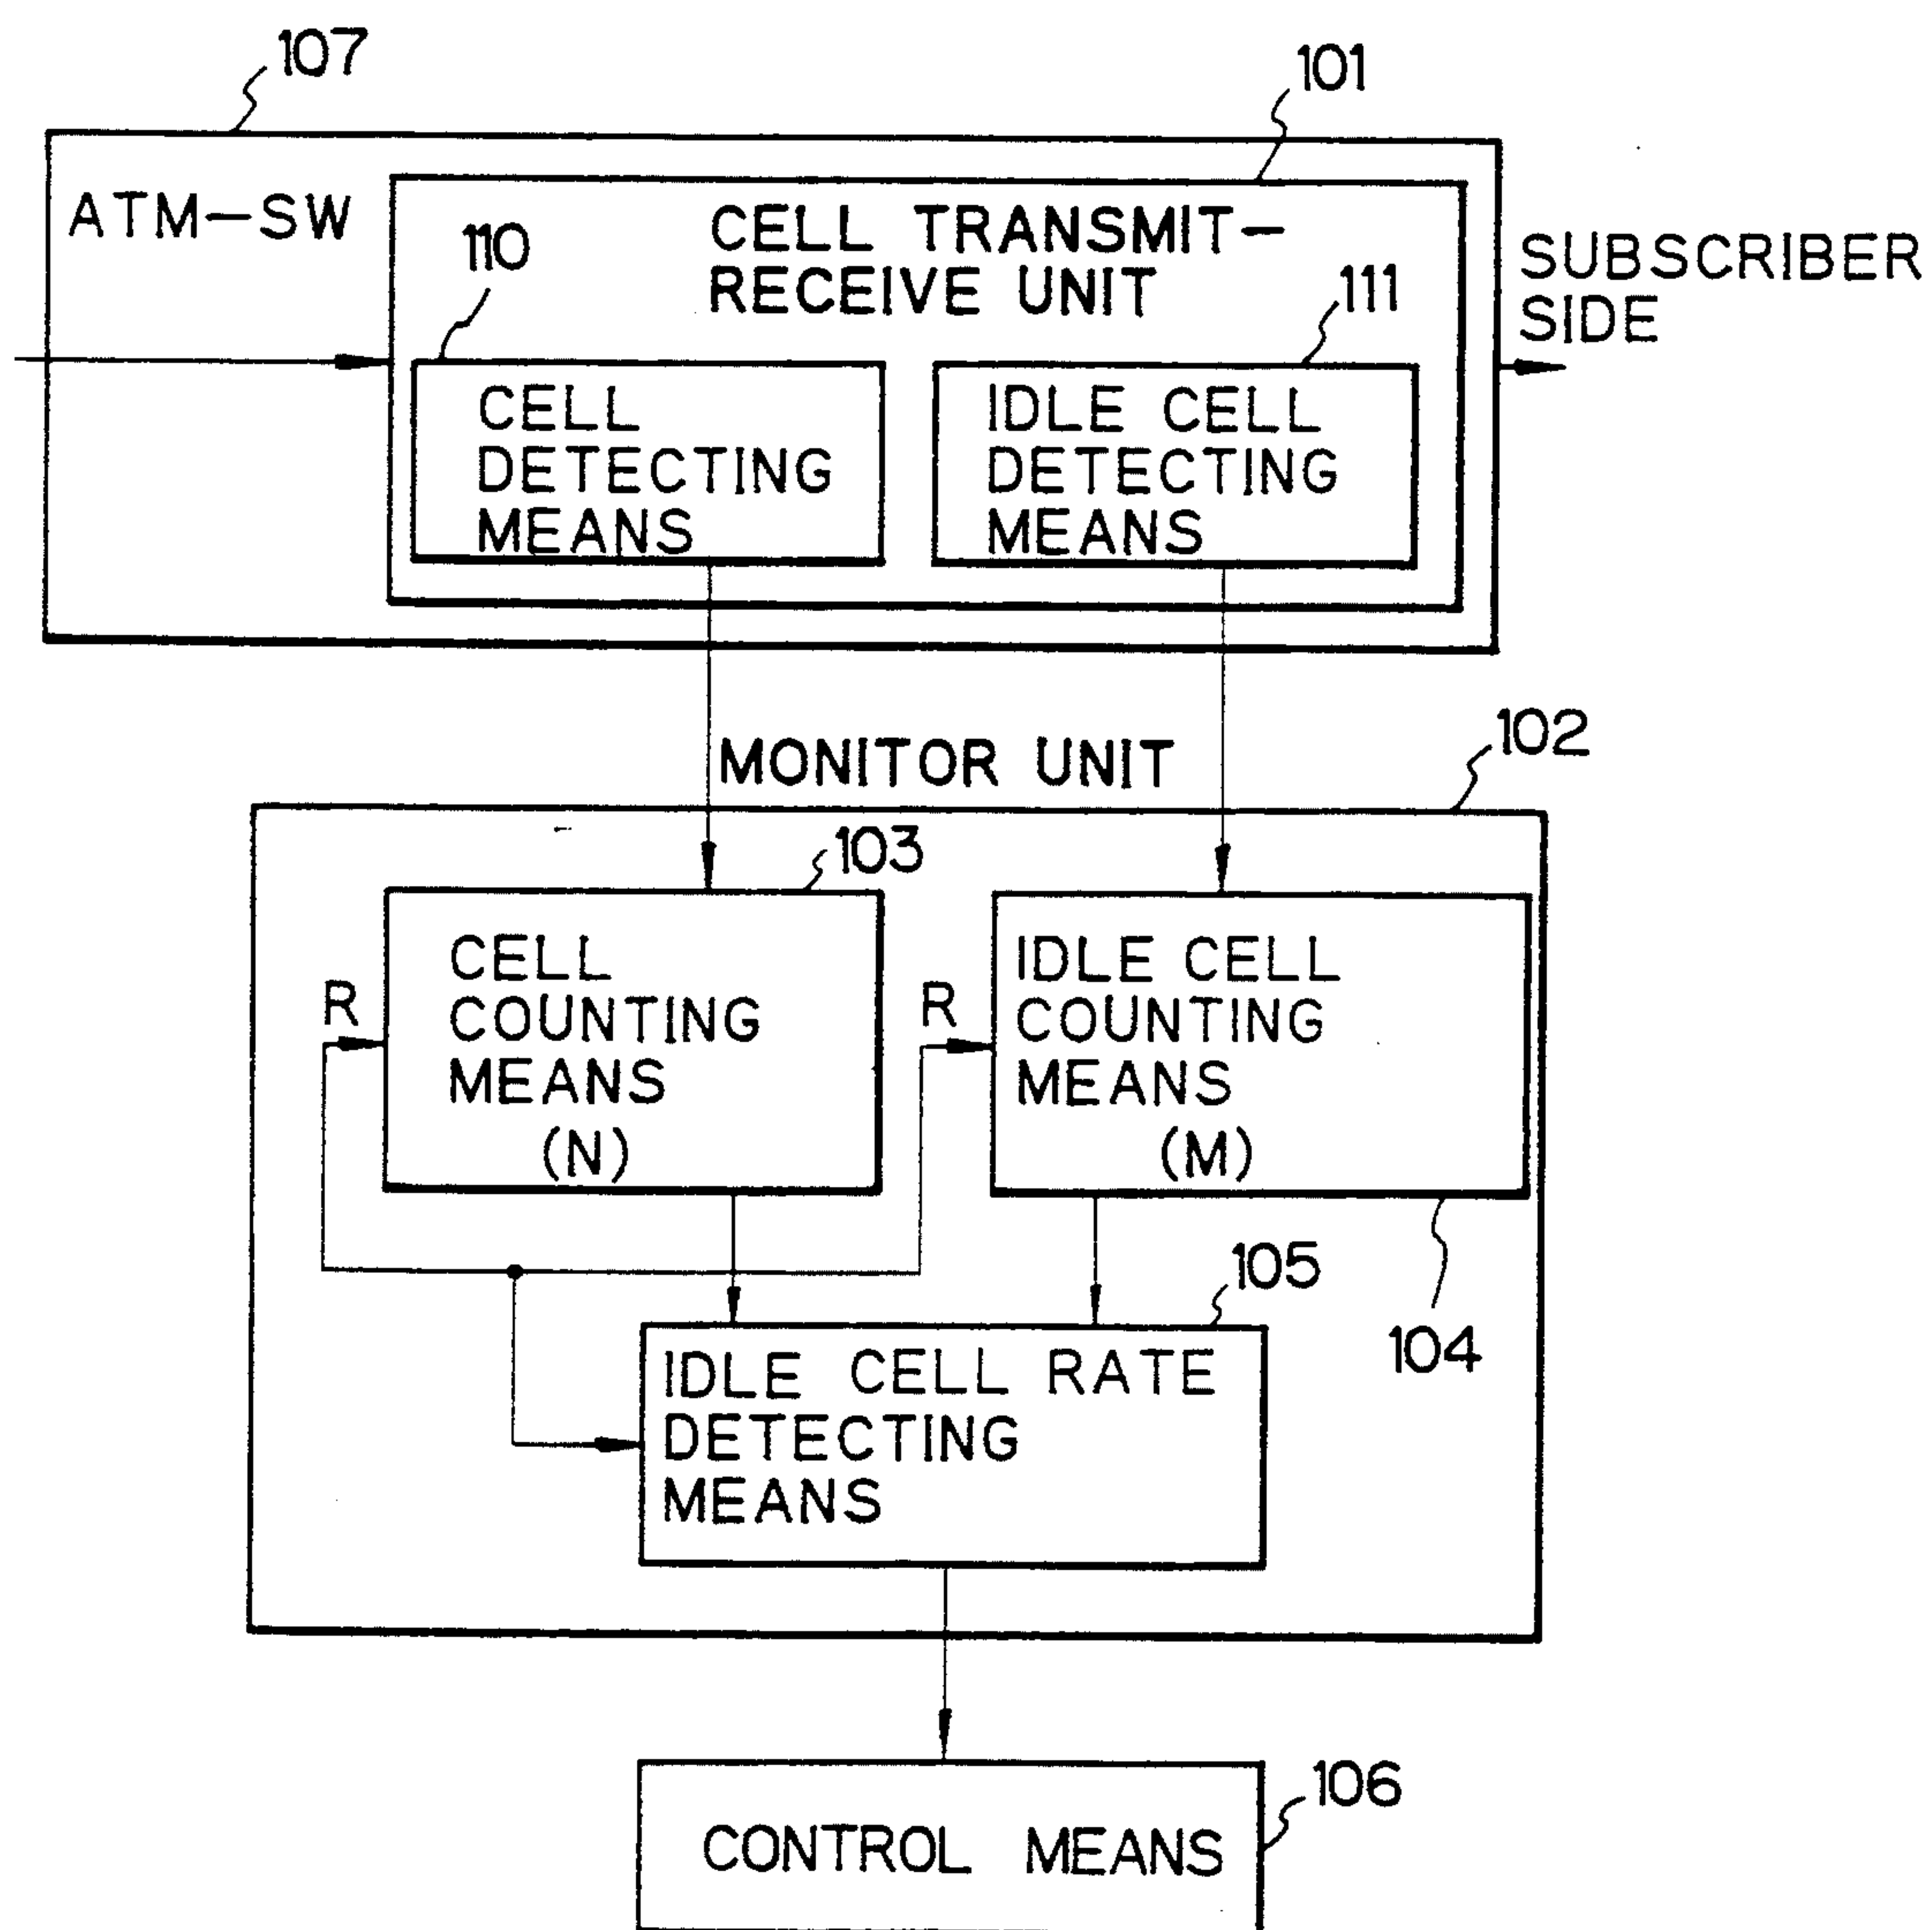 107
101
ATM-SW
110
CELL TRANSMIT-
RECEIVE UNIT
111
SUBSCRIBER
SIDE
CELL
DETECTING
MEANS
IDLE CELL
DETECTING
MEANS
MONITOR UNIT
102
103
R
CELL
COUNTING
MEANS
(N)
R
IDLE CELL
COUNTING
MEANS
(M)
105
104
IDLE CELL RATE
DETECTING
MEANS
106
CONTROL MEANS